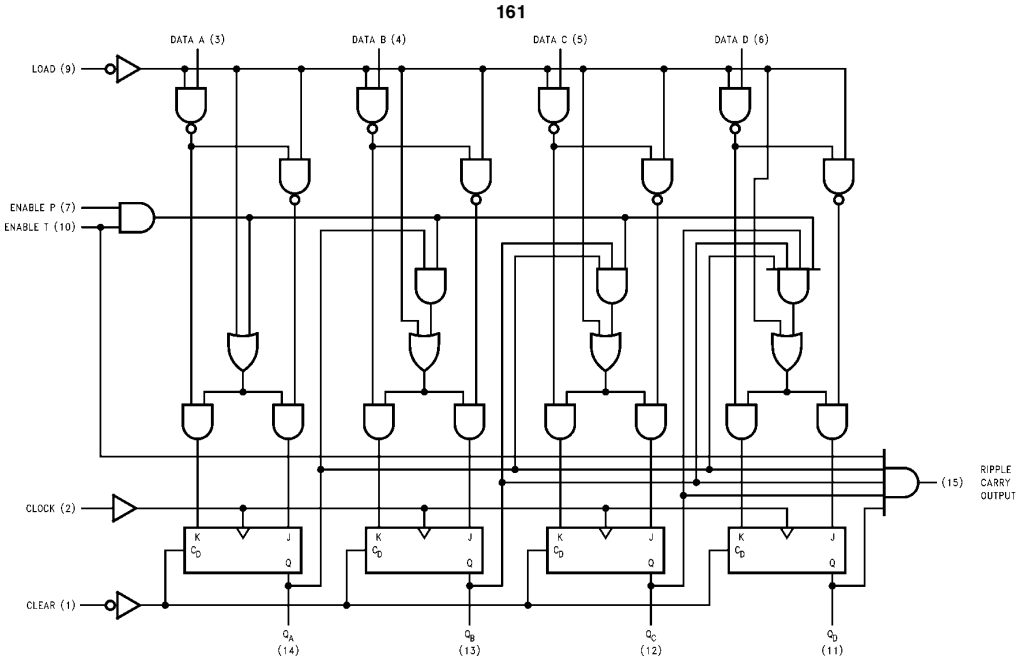 161
DATA A (3)
DATA B (4)
DATA C (5)
DATA D (6)
LOAD (9)
ENABLE P (7)
ENABLE T (10)
(15)
RIPPLE
CARRY
OUTPUT
CLOCK (2)
K
J
CD
Q
K
J
CD
Q
K
J
CD
Q
K
J
CD
Q
CLEAR (1)
QA
(14)
QB
(13)
QC
(12)
QD
(11)